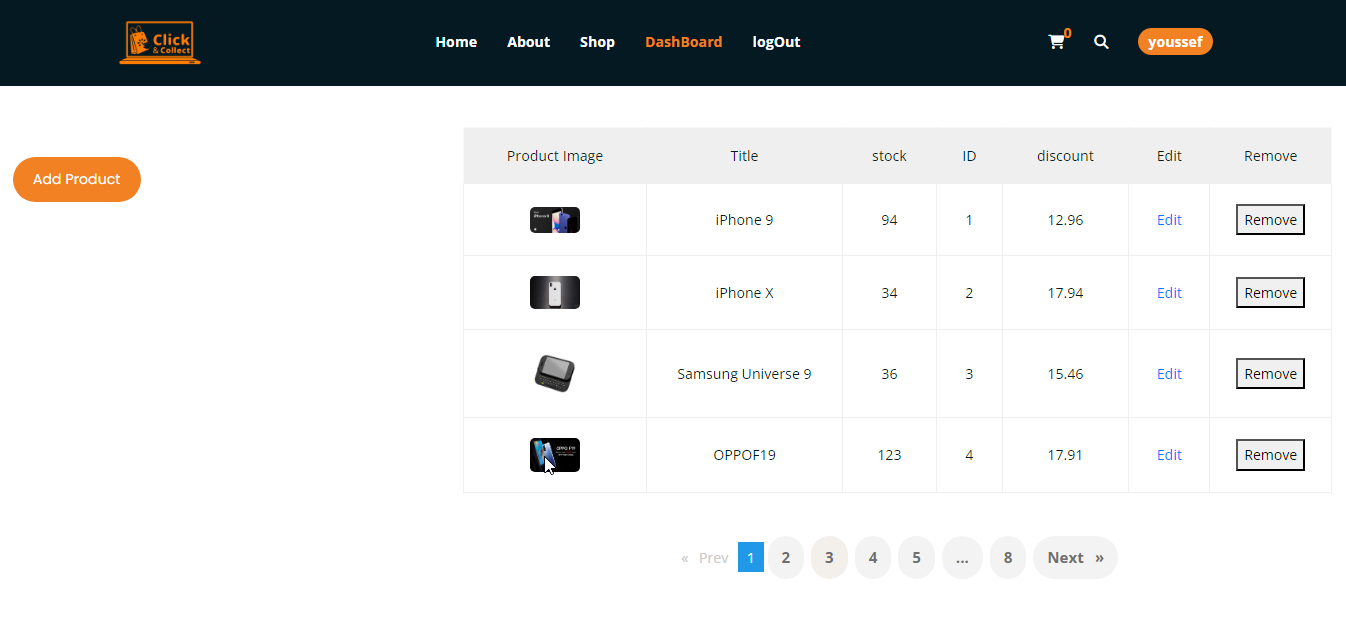 Click
& Collect
Home About Shop DashBoard logOut 0 youssef
Add Product
Product Image Title stock ID discount Edit Remove
iPhone 9 94 1 12.96 Edit Remove
iPhone X 34 2 17.94 Edit Remove
Samsung Universe 9 36 3 15.46 Edit Remove
OPPOF19 123 4 17.91 Edit Remove
« Prev 1 2 3 4 5 ... 8 Next »